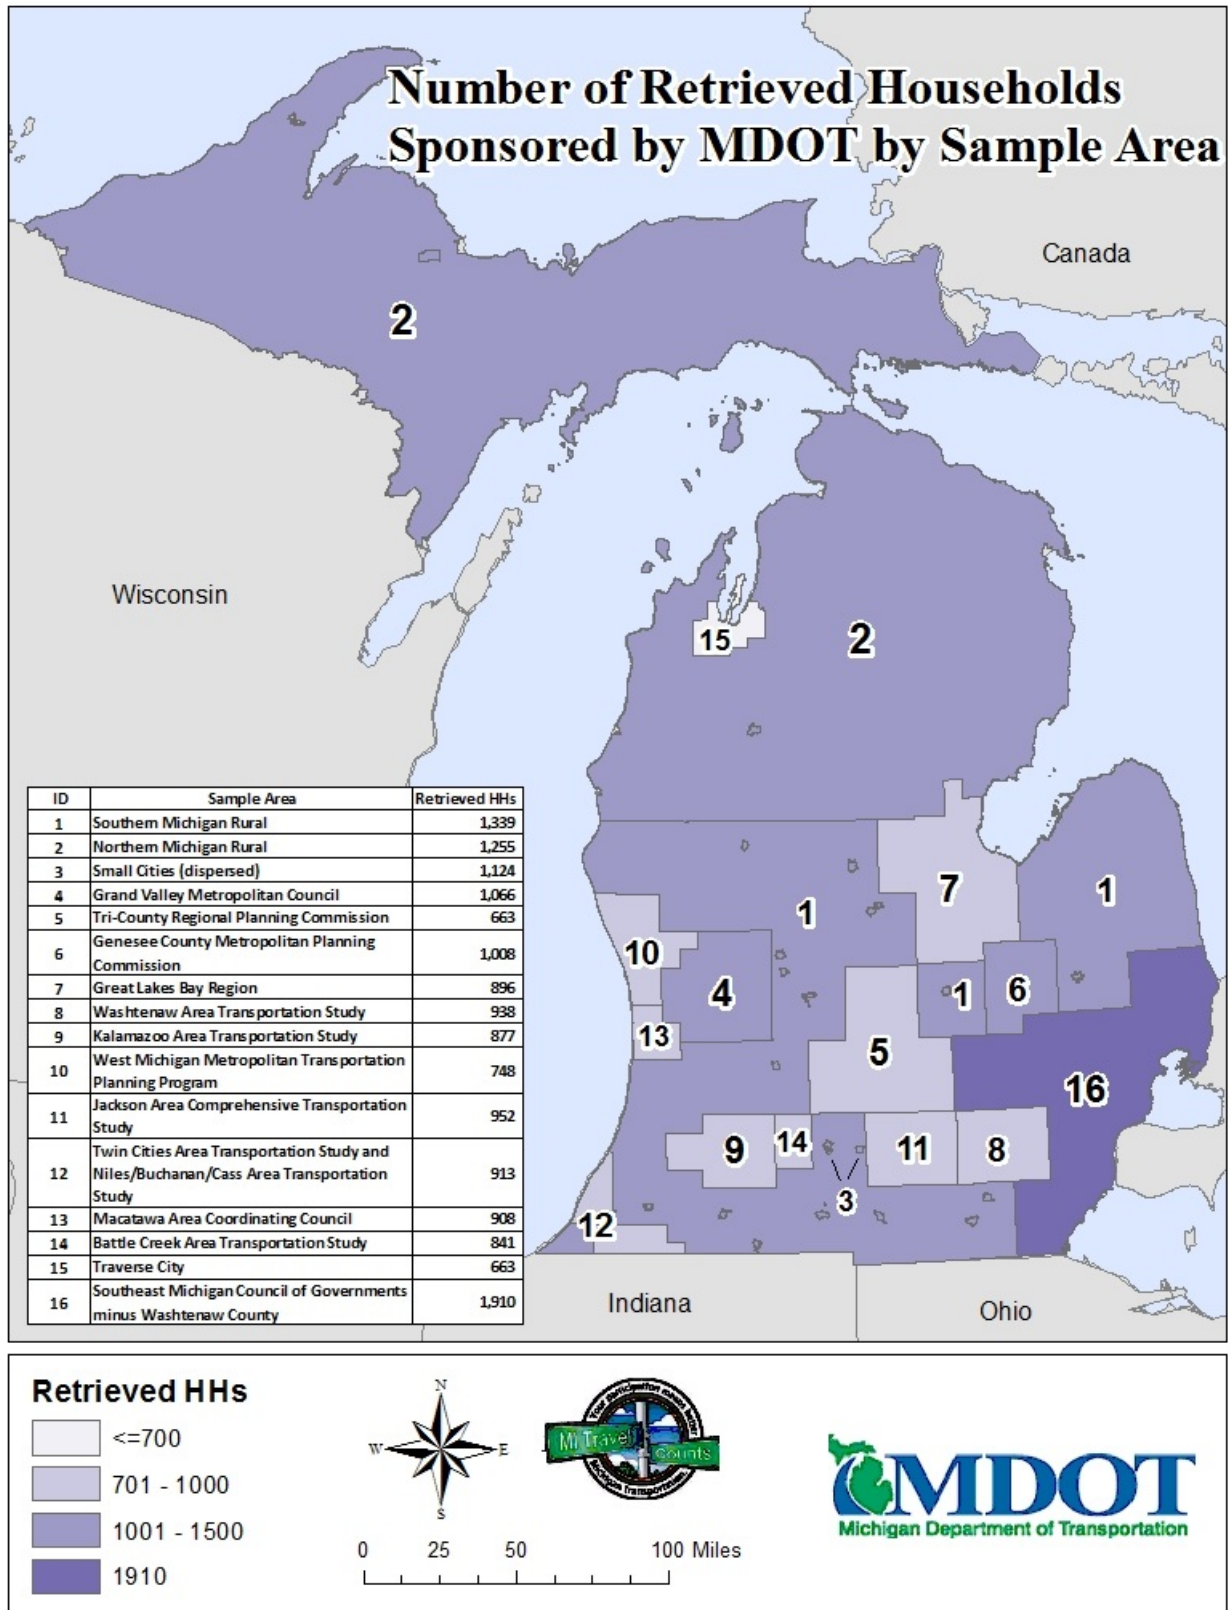 Number of Retrieved Households
Sponsored by MDOT by Sample Area
Canada
2
Wisconsin
15
2
ID Sample Area Retrieved HHs
1 Southern Michigan Rural 1,339
2 Northern Michigan Rural 1,255
3 Small Cities (dispersed) 1,124
4 Grand Valley Metropolitan Council 1,066
5 Tri-County Regional Planning Commission 663
6 Genesee County Metropolitan Planning
Commission 1,008
7 Great Lakes Bay Region 896
8 Washtenaw Area Transportation Study 938
9 Kalamazoo Area Transportation Study 877
10 West Michigan Metropolitan Transportation
Planning Program 748
11 Jackson Area Comprehensive Transportation
Study 952
12 Twin Cities Area Transportation Study and
Niles/Buchanan/Cass Area Transportation
Study 913
13 Macatawa Area Coordinating Council 908
14 Battle Creek Area Transportation Study 841
15 Traverse City 663
16 Southeast Michigan Council of Governments
minus Washtenaw County 1,910
7
1
1
10
4
1
6
13
5
16
9
14
11
8
3
12
Indiana
Ohio
Retrieved HHs
<=700
701 - 1000
1001 - 1500
1910
N
W
E
S
Your participation means better
Mi Travel
Counts
Michigan Transportation
0 25 50 100 Miles
MDOT
Michigan Department of Transportation